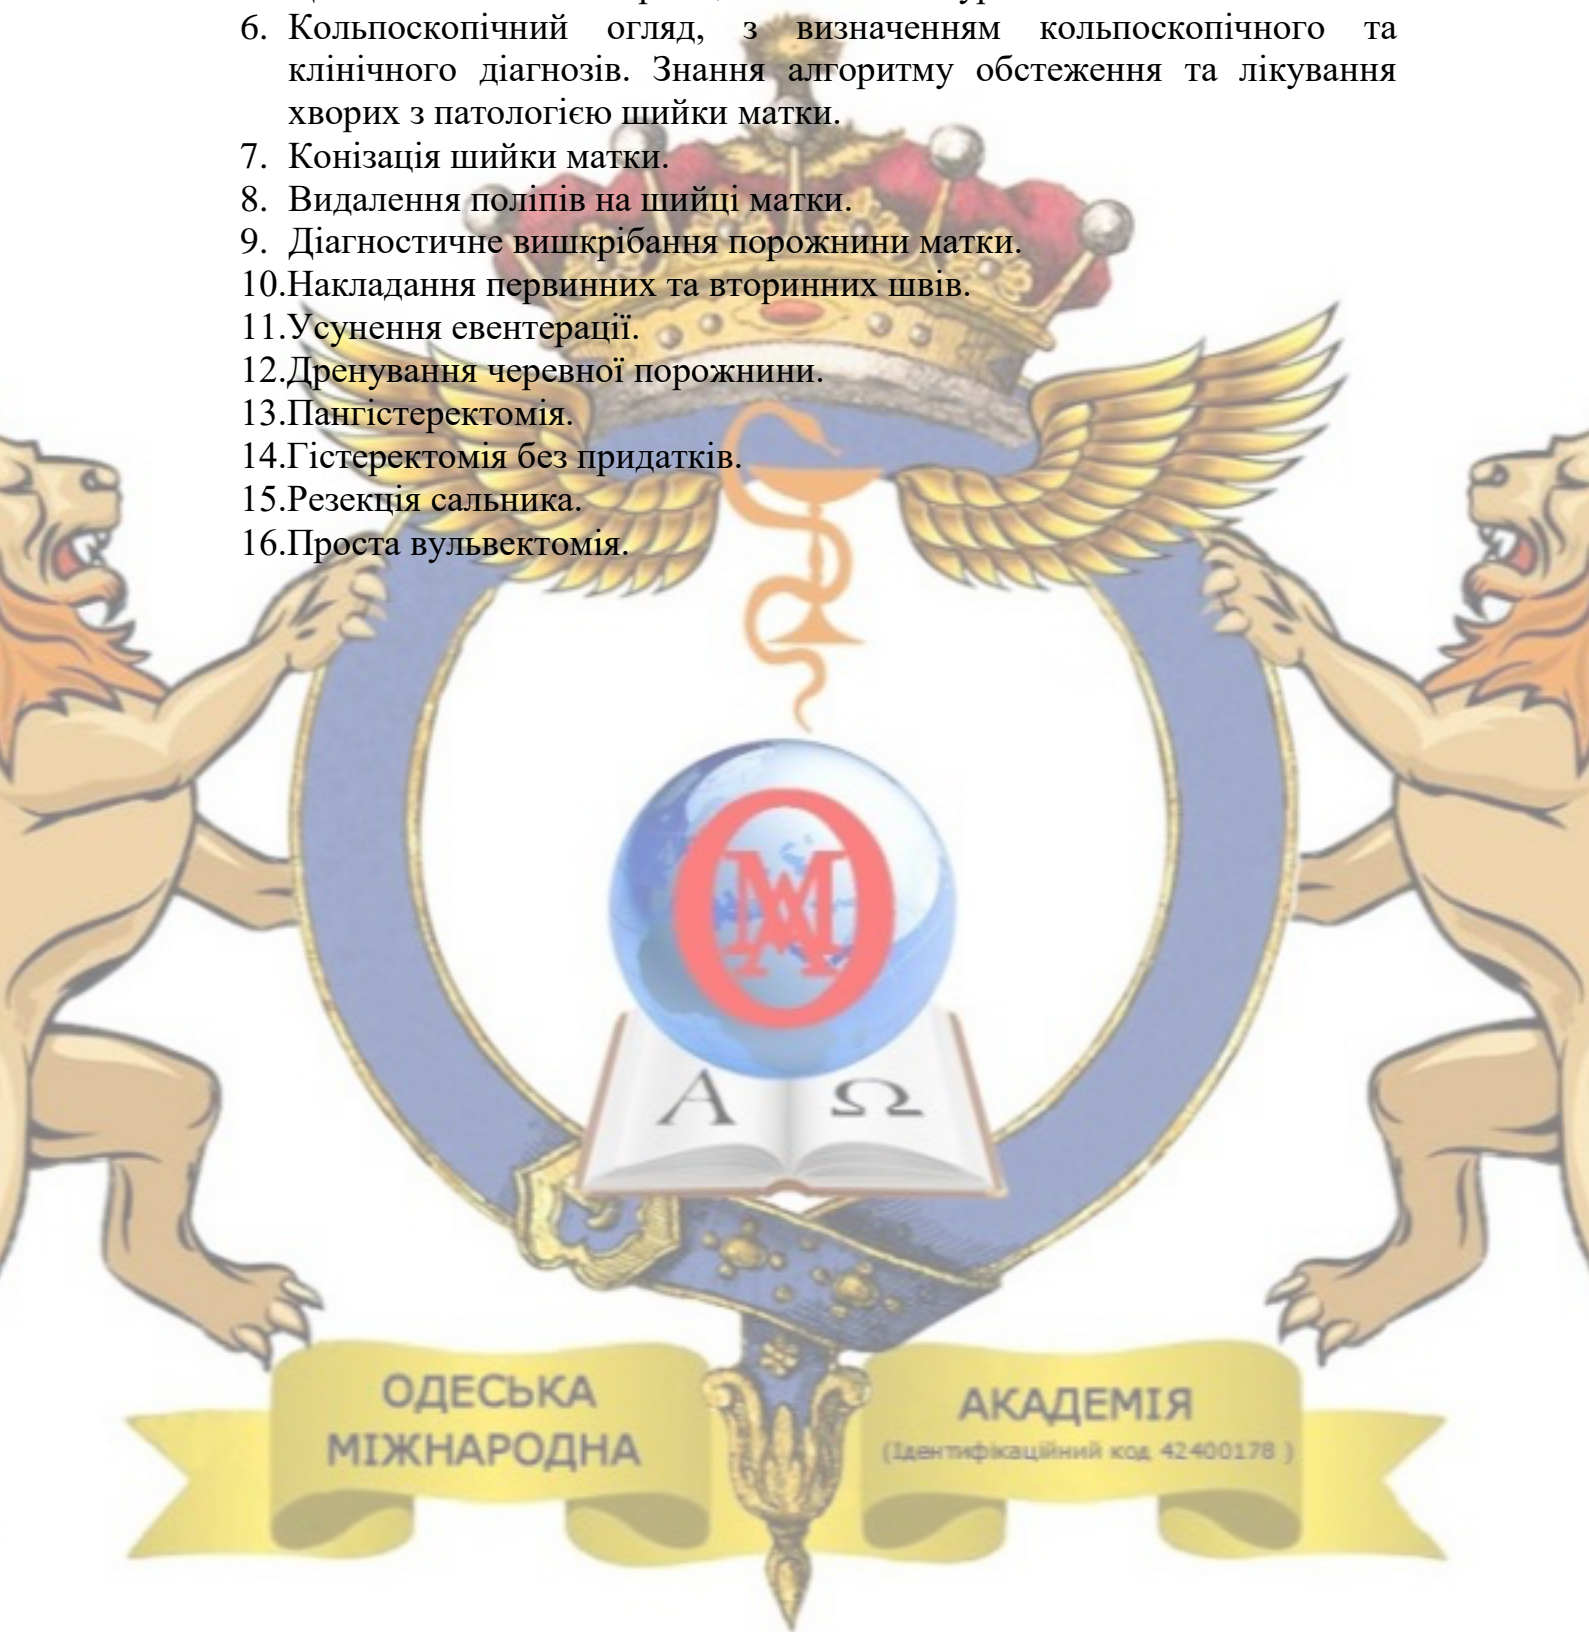 6. Кольпоскопічний огляд, з визначенням кольпоскопічного та
клінічного діагнозів. Знання алгоритму обстеження та лікування
хворих з патологією шийки матки.
7. Конізація шийки матки.
8. Видалення поліпів на шийці матки.
9. Діагностичне вишкрібання порожнини матки.
10.Накладання первинних та вторинних швів.
11.Усунення евентерації.
12.Дренування черевної порожнини.
13.Пангістеректомія.
14.Гістеректомія без придатків.
15.Резекція сальника.
16.Проста вульвектомія.
ОМА
Α Ω
ОДЕСЬКА
МІЖНАРОДНА
АКАДЕМІЯ
(Ідентифікаційний код 42400178 )